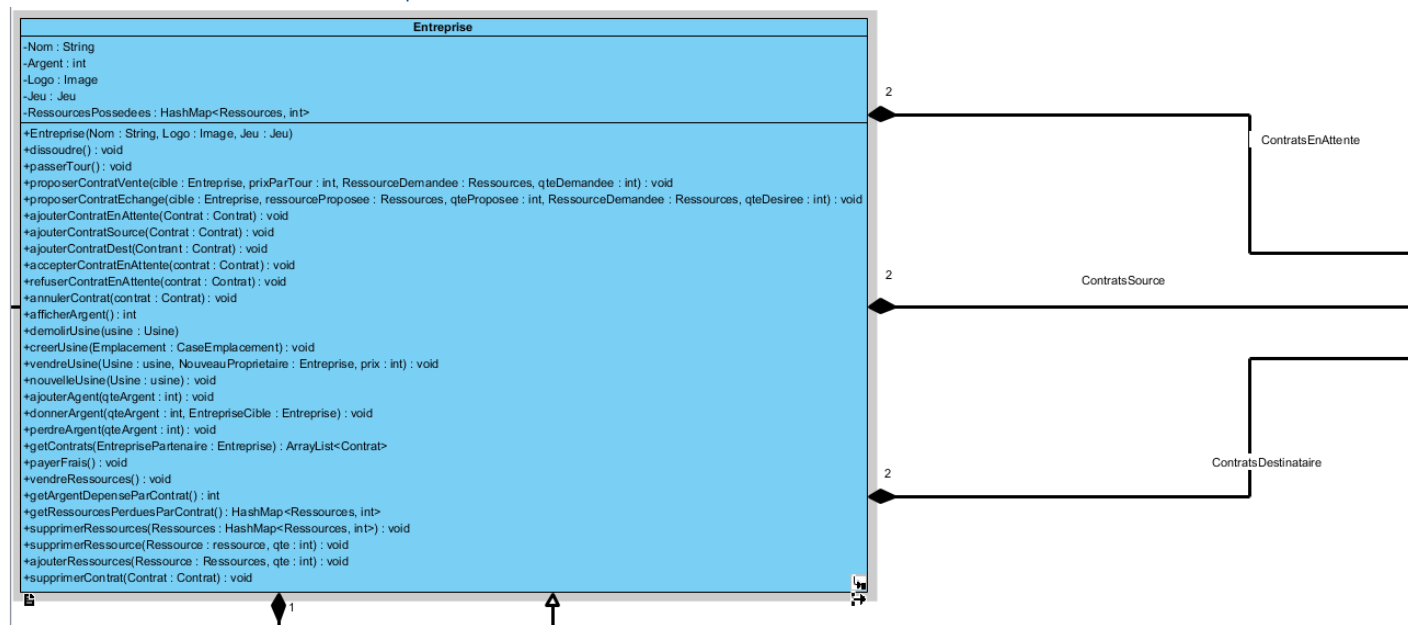 Entreprise
-Nom : String
-Argent : int
-Logo : Image
-Jeu : Jeu
-RessourcesPossedees : HashMap<Ressources, int>
+Entreprise(Nom : String, Logo : Image, Jeu : Jeu)
+dissoudre() : void
+passerTour() : void
+proposerContratVente(cible : Entreprise, prixParTour : int, RessourceDemandee : Ressources, qteDemandee : int) : void
+proposerContratEchange(cible : Entreprise, ressourceProposee : Ressources, qteProposee : int, RessourceDemandee : Ressources, qteDesiree : int) : void
+ajouterContratEnAttente(Contrat : Contrat) : void
+ajouterContratSource(Contrat : Contrat) : void
+ajouterContratDest(Contrant : Contrat) : void
+accepterContratEnAttente(contrat : Contrat) : void
+refuserContratEnAttente(contrat : Contrat) : void
+annulerContrat(contrat : Contrat) : void
+afficherArgent() : int
+demolirUsine(usine : Usine)
+creerUsine(Emplacement : CaseEmplacement) : void
+vendreUsine(Usine : usine, NouveauProprietaire : Entreprise, prix : int) : void
+nouvelleUsine(Usine : usine) : void
+ajouterAgent(qteArgent : int) : void
+donnerArgent(qteArgent : int, EntrepriseCible : Entreprise) : void
+perdreArgent(qteArgent : int) : void
+getContrats(EntreprisePartenaire : Entreprise) : ArrayList<Contrat>
+payerFrais() : void
+vendreRessources() : void
+getArgentDepenseParContrat() : int
+getRessourcesPerduesParContrat() : HashMap<Ressources, int>
+supprimerRessources(Ressources : HashMap<Ressources, int>) : void
+supprimerRessource(Ressource : ressource, qte : int) : void
+ajouterRessources(Ressource : Ressources, qte : int) : void
+supprimerContrat(Contrat : Contrat) : void
1
2
ContratsEnAttente
2
ContratsSource
2
ContratsDestinataire